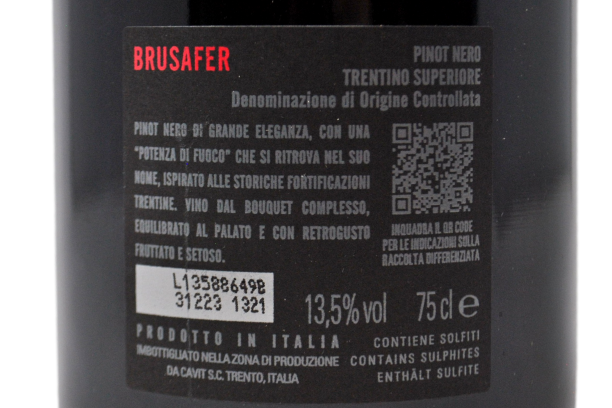 BRUSAFER
PINOT NERO
TRENTINO SUPERIORE
Denominazione di Origine Controllata
PINOT NERO DI GRANDE ELEGANZA, CON UNA
"POTENZA DI FUOCO" CHE SI RITROVA NEL SUO
NOME, ISPIRATO ALLE STORICHE FORTIFICAZIONI
TRENTINE. VINO DAL BOUQUET COMPLESSO,
EQUILIBRATO AL PALATO E CON RETROGUSTO
FRUTTATO E SETOSO.
INQUADRA IL QR CODE
PER LE INDICAZIONI SULLA
RACCOLTA DIFFERENZIATA
L13588649B
31223 1321
13,5% vol 75 cl e
PRODOTTO IN ITALIA
IMBOTTIGLIATO NELLA ZONA DI PRODUZIONE
DA CAVIT S.C. TRENTO, ITALIA
CONTIENE SOLFITI
CONTAINS SULPHITES
ENTHÄLT SULFITE